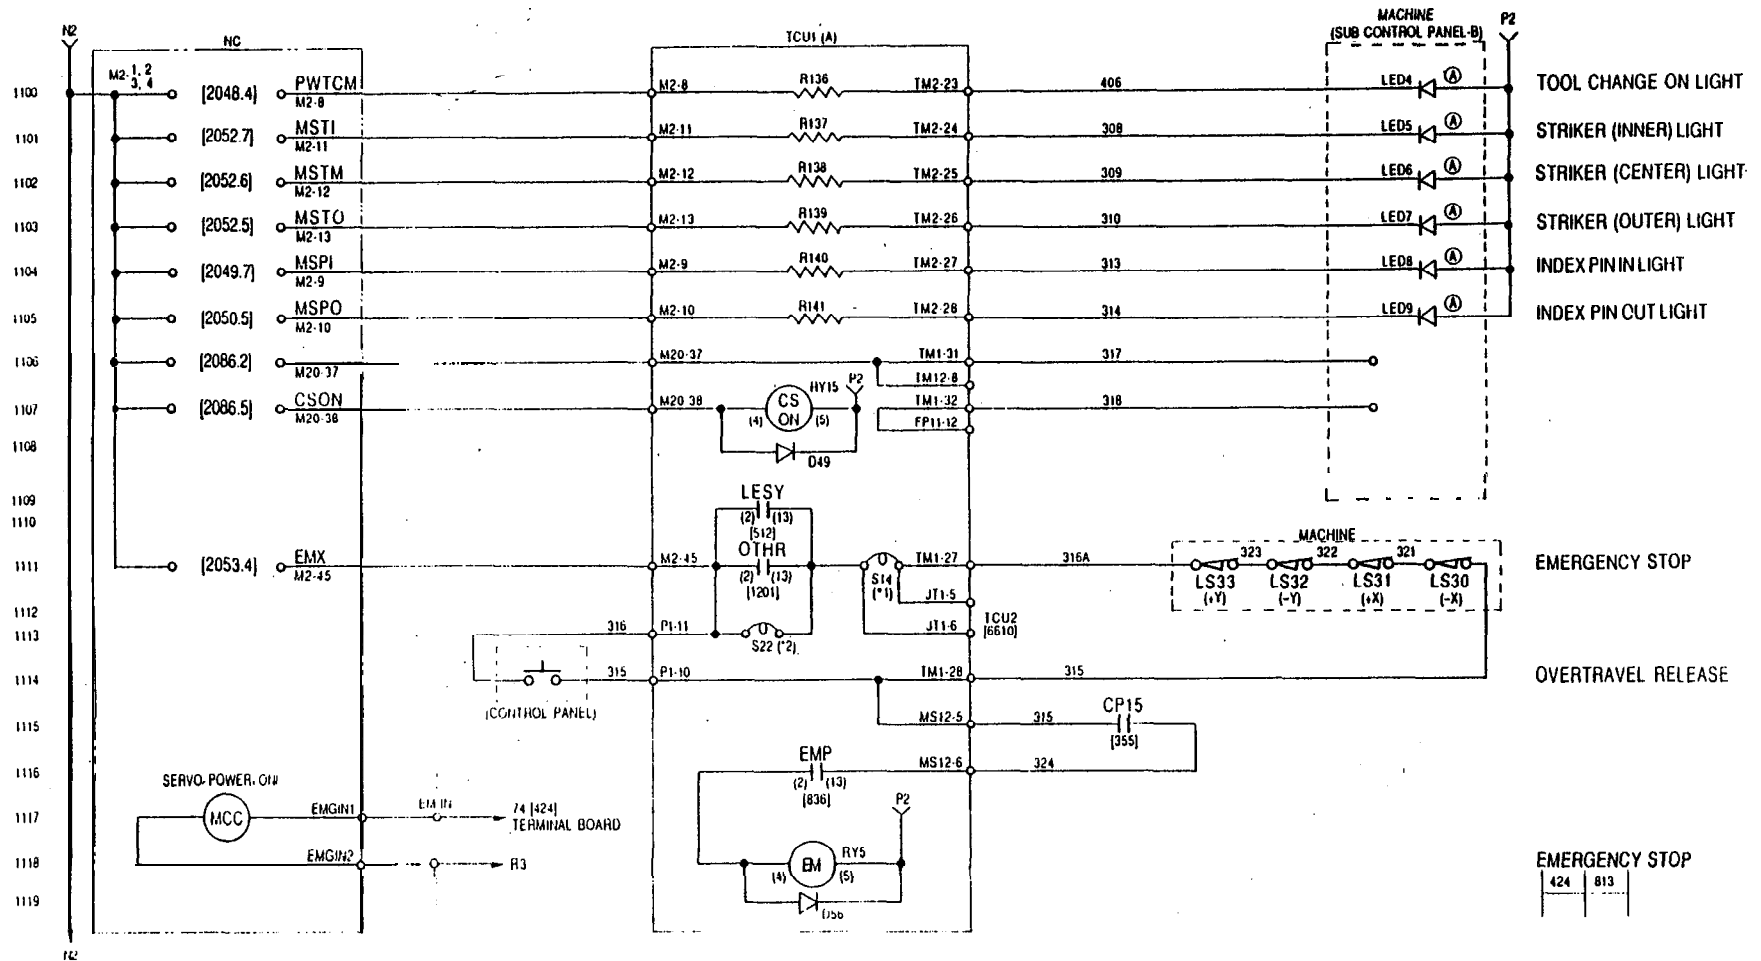 N2
NC
TCU1 (A)
MACHINE
(SUB CONTROL PANEL-B)
P2
M2-1, 2
3, 4
1100 [2048.4] PWTCM M2-8 M2-8 R136 TM2-23 406 LED4 Ⓐ TOOL CHANGE ON LIGHT
1101 [2052.7] MSTI M2-11 M2-11 R137 TM2-24 308 LED5 Ⓐ STRIKER (INNER) LIGHT
1102 [2052.6] MSTM M2-12 M2-12 R138 TM2-25 309 LED6 Ⓐ STRIKER (CENTER) LIGHT
1103 [2052.5] MSTO M2-13 M2-13 R139 TM2-26 310 LED7 Ⓐ STRIKER (OUTER) LIGHT
1104 [2049.7] MSPI M2-9 M2-9 R140 TM2-27 313 LED8 Ⓐ INDEX PIN IN LIGHT
1105 [2050.5] MSPO M2-10 M2-10 R141 TM2-28 314 LED9 Ⓐ INDEX PIN OUT LIGHT
1106 [2086.2] M20-37 M20-37 TM1-31 317
TM12-8
1107 [2086.5] CSON M20-38 M20-38 (4) CS ON (5) RY15 P2 TM1-32 318
FP11-12
1108 D49
1109 LESY
(2) (13)
1110 [512]
MACHINE
OTHR
1111 [2053.4] EMX M2-45 M2-45 (2) (13) TM1-27 316A 323 322 321 EMERGENCY STOP
[1201] S14 LS33 LS32 LS31 LS30
(*1) (+Y) (-Y) (+X) (-X)
1112 JT1-5
TCU2
[6610]
1113 316 P1-11 S22 (*2) JT1-6
1114 315 P1-10 TM1-28 315 OVERTRAVEL RELEASE
(CONTROL PANEL)
1115 MS12-5 315 CP15
[355]
1116 EMP MS12-6 324
(2) (13)
[836]
SERVO POWER ON
1117 MCC EMGIN1 EM IN 74 [424]
TERMINAL BOARD
P2
1118 EMGIN2 R3 (4) EM (5) RY5 EMERGENCY STOP
424 813
1119 D56
N2